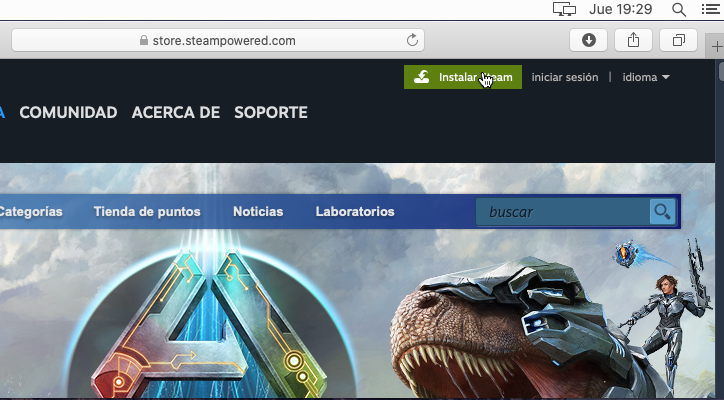 Jue 19:29
store.steampowered.com
Instalar Steam
iniciar sesión | idioma
COMUNIDAD ACERCA DE SOPORTE
Categorías Tienda de puntos Noticias Laboratorios
buscar